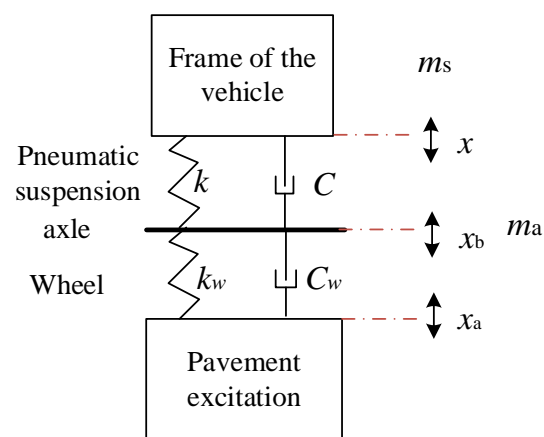 Frame of the
vehicle
ms
x
Pneumatic
suspension
axle
k
C
xb
ma
Wheel
kw
Cw
xa
Pavement
excitation